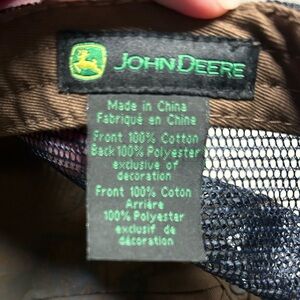 JOHN DEERE
Made in China
Fabriqué en Chine
Front 100% Cotton
Back 100% Polyester
exclusive of
decoration
Front 100% Coton
Arriere
100% Polyester
exclusif de
décoration